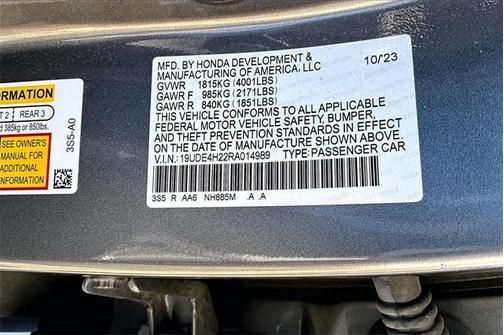 MFD. BY HONDA DEVELOPMENT & 10/23
MANUFACTURING OF AMERICA, LLC
GVWR 1815KG (4001LBS)
GAWR F 985KG (2171LBS)
GAWR R 840KG (1851LBS)
THIS VEHICLE CONFORMS TO ALL APPLICABLE
FEDERAL MOTOR VEHICLE SAFETY, BUMPER,
AND THEFT PREVENTION STANDARDS IN EFFECT
ON THE DATE OF MANUFACTURE SHOWN ABOVE.
V.I.N.: 19UDE4H22RA014989 TYPE: PASSENGER CAR
3S5 R AA6 NH885M A A
FORMATION
T 2 REAR 3
d 385kg or 850lbs.
SEE OWNER'S
MANUAL FOR
ADDITIONAL
INFORMATION
3S5-A0